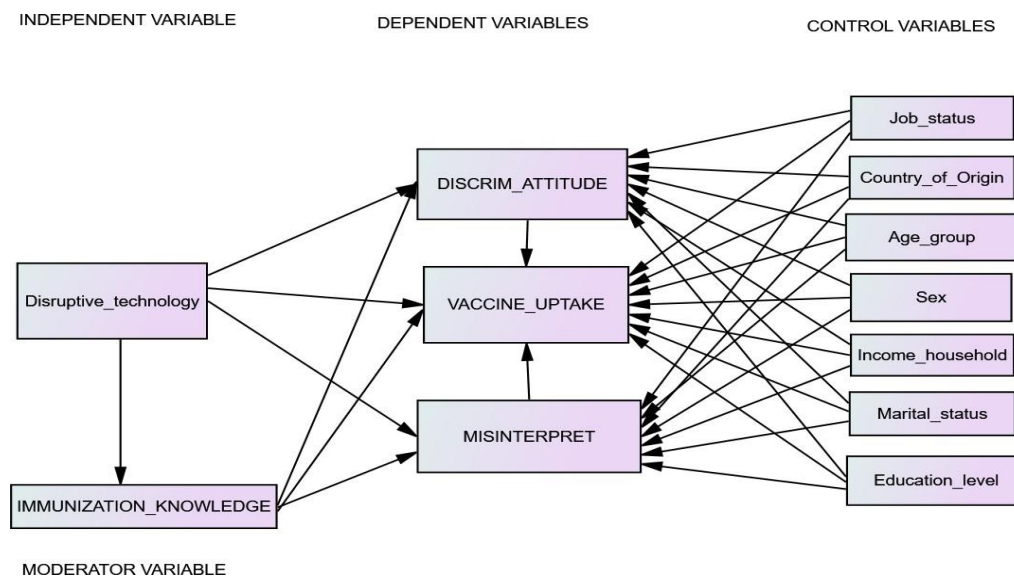 INDEPENDENT VARIABLE
DEPENDENT VARIABLES
CONTROL VARIABLES
Job_status
DISCRIM_ATTITUDE
Country_of_Origin
Age_group
Disruptive_technology
VACCINE_UPTAKE
Sex
Income_household
Marital_status
MISINTERPRET
Education_level
IMMUNIZATION_KNOWLEDGE
MODERATOR VARIABLE